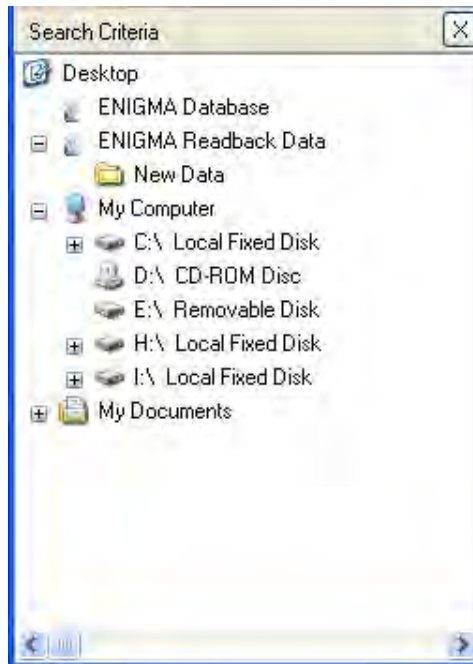 Search Criteria
Desktop
ENIGMA Database
ENIGMA Readback Data
New Data
My Computer
C:\ Local Fixed Disk
D:\ CD-ROM Disc
E:\ Removable Disk
H:\ Local Fixed Disk
I:\ Local Fixed Disk
My Documents